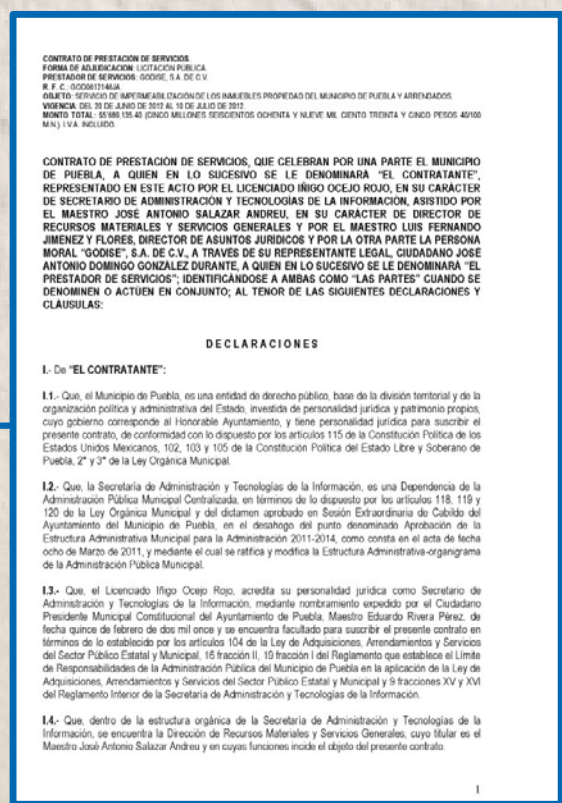 CONTRATO DE PRESTACIÓN DE SERVICIOS.
FORMA DE ADJUDICACIÓN: LICITACIÓN PÚBLICA.
PRESTADOR DE SERVICIOS: GODISE, S.A. DE C.V.
R. F. C.: GOD0612146JA.
OBJETO: SERVICIO DE IMPERMEABILIZACIÓN DE LOS INMUEBLES PROPIEDAD DEL MUNICIPIO DE PUEBLA Y ARRENDADOS.
VIGENCIA: DEL 20 DE JUNIO DE 2012 AL 10 DE JULIO DE 2012.
MONTO TOTAL: $5'689,135.40 (CINCO MILLONES SEISCIENTOS OCHENTA Y NUEVE MIL CIENTO TREINTA Y CINCO PESOS 40/100
M.N.). I.V.A. INCLUIDO.
CONTRATO DE PRESTACIÓN DE SERVICIOS, QUE CELEBRAN POR UNA PARTE EL MUNICIPIO
DE PUEBLA, A QUIEN EN LO SUCESIVO SE LE DENOMINARÁ "EL CONTRATANTE",
REPRESENTADO EN ESTE ACTO POR EL LICENCIADO IÑIGO OCEJO ROJO, EN SU CARÁCTER
DE SECRETARIO DE ADMINISTRACIÓN Y TECNOLOGÍAS DE LA INFORMACIÓN, ASISTIDO POR
EL MAESTRO JOSÉ ANTONIO SALAZAR ANDREU, EN SU CARÁCTER DE DIRECTOR DE
RECURSOS MATERIALES Y SERVICIOS GENERALES Y POR EL MAESTRO LUIS FERNANDO
JIMENEZ Y FLORES, DIRECTOR DE ASUNTOS JURÍDICOS Y POR LA OTRA PARTE LA PERSONA
MORAL "GODISE", S.A. DE C.V., A TRAVÉS DE SU REPRESENTANTE LEGAL, CIUDADANO JOSÉ
ANTONIO DOMINGO GONZÁLEZ DURANTE, A QUIEN EN LO SUCESIVO SE LE DENOMINARÁ "EL
PRESTADOR DE SERVICIOS"; IDENTIFICÁNDOSE A AMBAS COMO "LAS PARTES" CUANDO SE
DENOMINEN O ACTÚEN EN CONJUNTO; AL TENOR DE LAS SIGUIENTES DECLARACIONES Y
CLÁUSULAS:
DECLARACIONES
I.- De "EL CONTRATANTE":
I.1.- Que, el Municipio de Puebla, es una entidad de derecho público, base de la división territorial y de la
organización política y administrativa del Estado, investida de personalidad jurídica y patrimonio propios,
cuyo gobierno corresponde al Honorable Ayuntamiento, y tiene personalidad jurídica para suscribir el
presente contrato, de conformidad con lo dispuesto por los artículos 115 de la Constitución Política de los
Estados Unidos Mexicanos, 102, 103 y 105 de la Constitución Política del Estado Libre y Soberano de
Puebla, 2° y 3° de la Ley Orgánica Municipal.
I.2.- Que, la Secretaría de Administración y Tecnologías de la Información, es una Dependencia de la
Administración Pública Municipal Centralizada, en términos de lo dispuesto por los artículos 118, 119 y
120 de la Ley Orgánica Municipal y del dictamen aprobado en Sesión Extraordinaria de Cabildo del
Ayuntamiento del Municipio de Puebla, en el desahogo del punto denominado Aprobación de la
Estructura Administrativa Municipal para la Administración 2011-2014, como consta en el acta de fecha
ocho de Marzo de 2011, y mediante el cual se ratifica y modifica la Estructura Administrativa-organigrama
de la Administración Pública Municipal.
I.3.- Que, el Licenciado Iñigo Ocejo Rojo, acredita su personalidad jurídica como Secretario de
Administración y Tecnologías de la Información, mediante nombramiento expedido por el Ciudadano
Presidente Municipal Constitucional del Ayuntamiento de Puebla, Maestro Eduardo Rivera Pérez, de
fecha quince de febrero de dos mil once y se encuentra facultado para suscribir el presente contrato en
términos de lo establecido por los artículos 104 de la Ley de Adquisiciones, Arrendamientos y Servicios
del Sector Público Estatal y Municipal, 16 fracción II, 19 fracción I del Reglamento que establece el Límite
de Responsabilidades de la Administración Pública del Municipio de Puebla en la aplicación de la Ley de
Adquisiciones, Arrendamientos y Servicios del Sector Público Estatal y Municipal y 9 fracciones XV y XVI
del Reglamento Interior de la Secretaría de Administración y Tecnologías de la Información.
I.4.- Que, dentro de la estructura orgánica de la Secretaría de Administración y Tecnologías de la
Información, se encuentra la Dirección de Recursos Materiales y Servicios Generales, cuyo titular es el
Maestro José Antonio Salazar Andreu y en cuyas funciones incide el objeto del presente contrato.
1